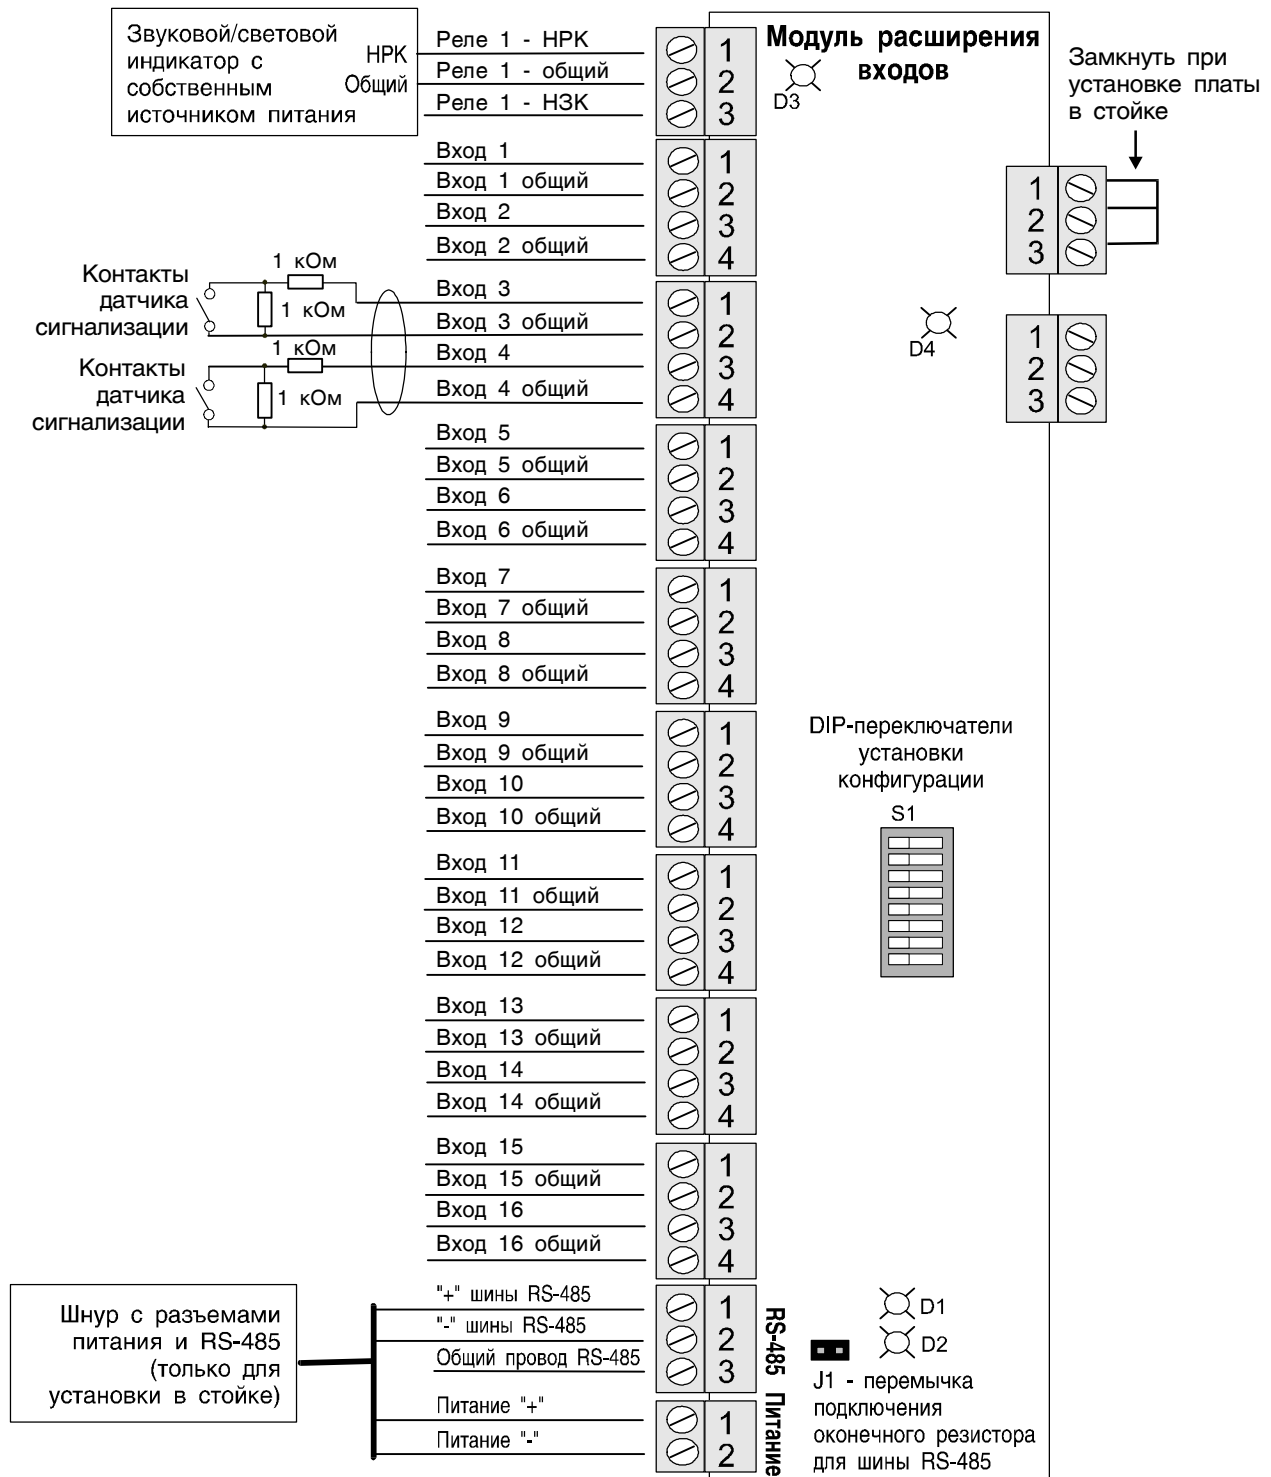 Звуковой/световой
индикатор с
собственным
источником питания
НРК
Общий
Реле 1 - НРК
Реле 1 - общий
Реле 1 - НЗК
1
2
3
Модуль расширения
входов
D3
Замкнуть при
установке платы
в стойке
1
2
3
Вход 1
Вход 1 общий
Вход 2
Вход 2 общий
1
2
3
4
Контакты
датчика
сигнализации
1 кОм
1 кОм
Контакты
датчика
сигнализации
1 кОм
1 кОм
Вход 3
Вход 3 общий
Вход 4
Вход 4 общий
1
2
3
4
D4
1
2
3
Вход 5
Вход 5 общий
Вход 6
Вход 6 общий
1
2
3
4
Вход 7
Вход 7 общий
Вход 8
Вход 8 общий
1
2
3
4
Вход 9
Вход 9 общий
Вход 10
Вход 10 общий
1
2
3
4
DIP-переключатели
установки
конфигурации
S1
Вход 11
Вход 11 общий
Вход 12
Вход 12 общий
1
2
3
4
Вход 13
Вход 13 общий
Вход 14
Вход 14 общий
1
2
3
4
Вход 15
Вход 15 общий
Вход 16
Вход 16 общий
1
2
3
4
Шнур с разъемами
питания и RS-485
(только для
установки в стойке)
"+" шины RS-485
"-" шины RS-485
Общий провод RS-485
1
2
3
RS-485
Питание "+"
Питание "-"
1
2
Питание
D1
D2
J1 - перемычка
подключения
оконечного резистора
для шины RS-485